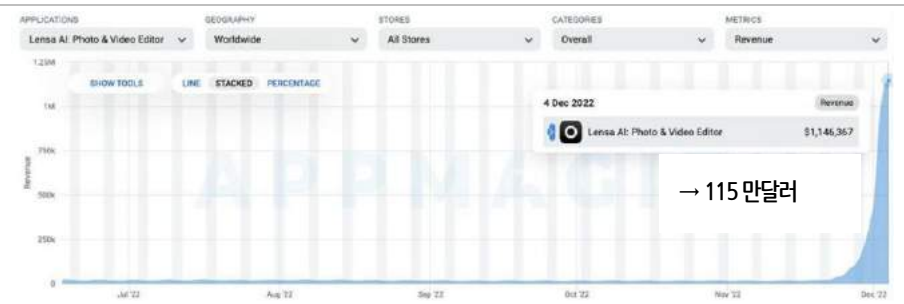 APPLICATIONS GEOGRAPHY STORES CATEGORIES METRICS
Lensa AI: Photo & Video Editor Worldwide All Stores Overall Revenue
1.25M
SHOW TOOLS LINE STACKED PERCENTAGE
4 Dec 2022 Revenue
1M
Lensa AI: Photo & Video Editor $1,146,367
750k
→ 115 만달러
Revenue
500k
APPMAGIC
250k
0
Jul '22 Aug '22 Sep '22 Oct '22 Nov '22 Dec '22